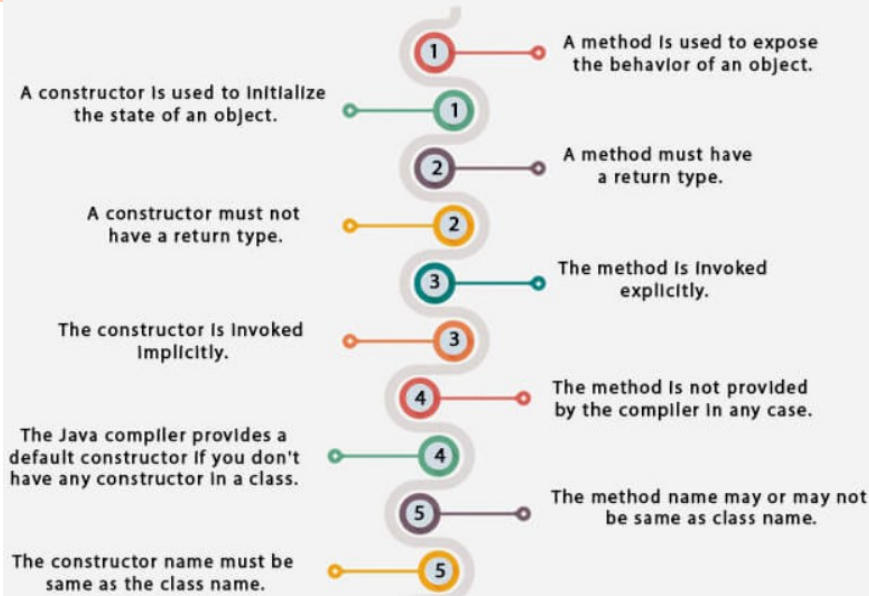 1
A method is used to expose
the behavior of an object.
A constructor is used to initialize
the state of an object.
1
2
A method must have
a return type.
A constructor must not
have a return type.
2
3
The method is invoked
explicitly.
The constructor is invoked
implicitly.
3
4
The method is not provided
by the compiler in any case.
The Java compiler provides a
default constructor if you don't
have any constructor in a class.
4
5
The method name may or may not
be same as class name.
The constructor name must be
same as the class name.
5